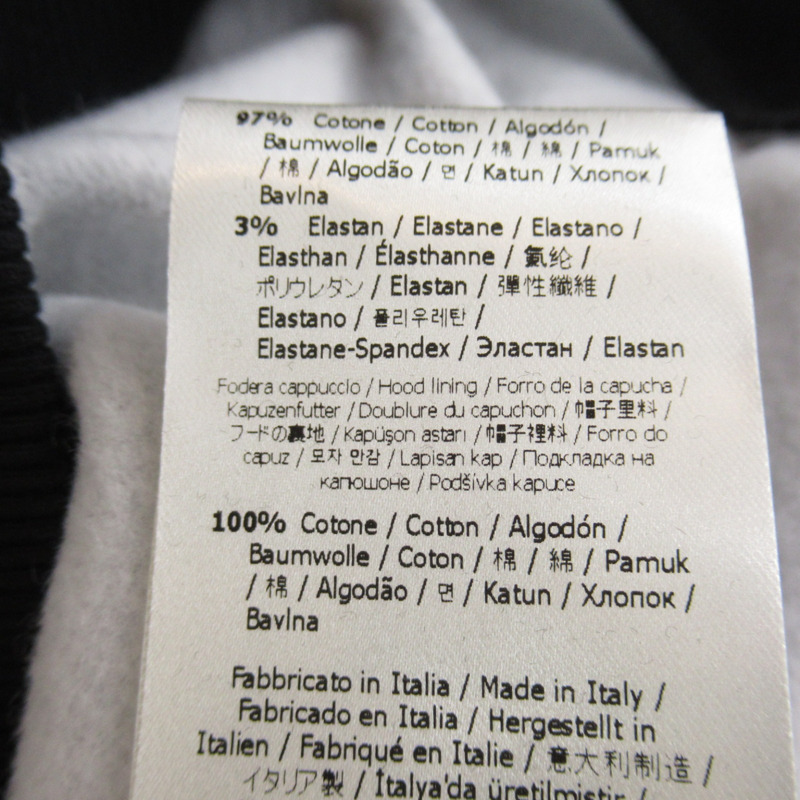 97% Cotone / Cotton / Algodón /
Baumwolle / Coton / 棉 / 綿 / Pamuk
/ 棉 / Algodão / 면 / Katun / Хлопок /
Bavlna
3% Elastan / Elastane / Elastano /
Elasthan / Élasthanne / 氨纶 /
ポリウレタン / Elastan / 彈性纖維 /
Elastano / 폴리우레탄 /
Elastane-Spandex / Эластан / Elastan
Fodera cappuccio / Hood lining / Forro de la capucha /
Kapuzenfutter / Doublure du capuchon / 帽子里料 /
フードの裏地 / Kapüşon astarı / 帽子裡料 / Forro do
capuz / 모자 안감 / Lapisan kap / Подкладка на
капюшоне / Podšívka kapuce
100% Cotone / Cotton / Algodón /
Baumwolle / Coton / 棉 / 綿 / Pamuk
/ 棉 / Algodão / 면 / Katun / Хлопок /
Bavlna
Fabbricato in Italia / Made in Italy /
Fabricado en Italia / Hergestellt in
Italien / Fabriqué en Italie / 意大利制造 /
イタリア製 / İtalya'da üretilmiştir /